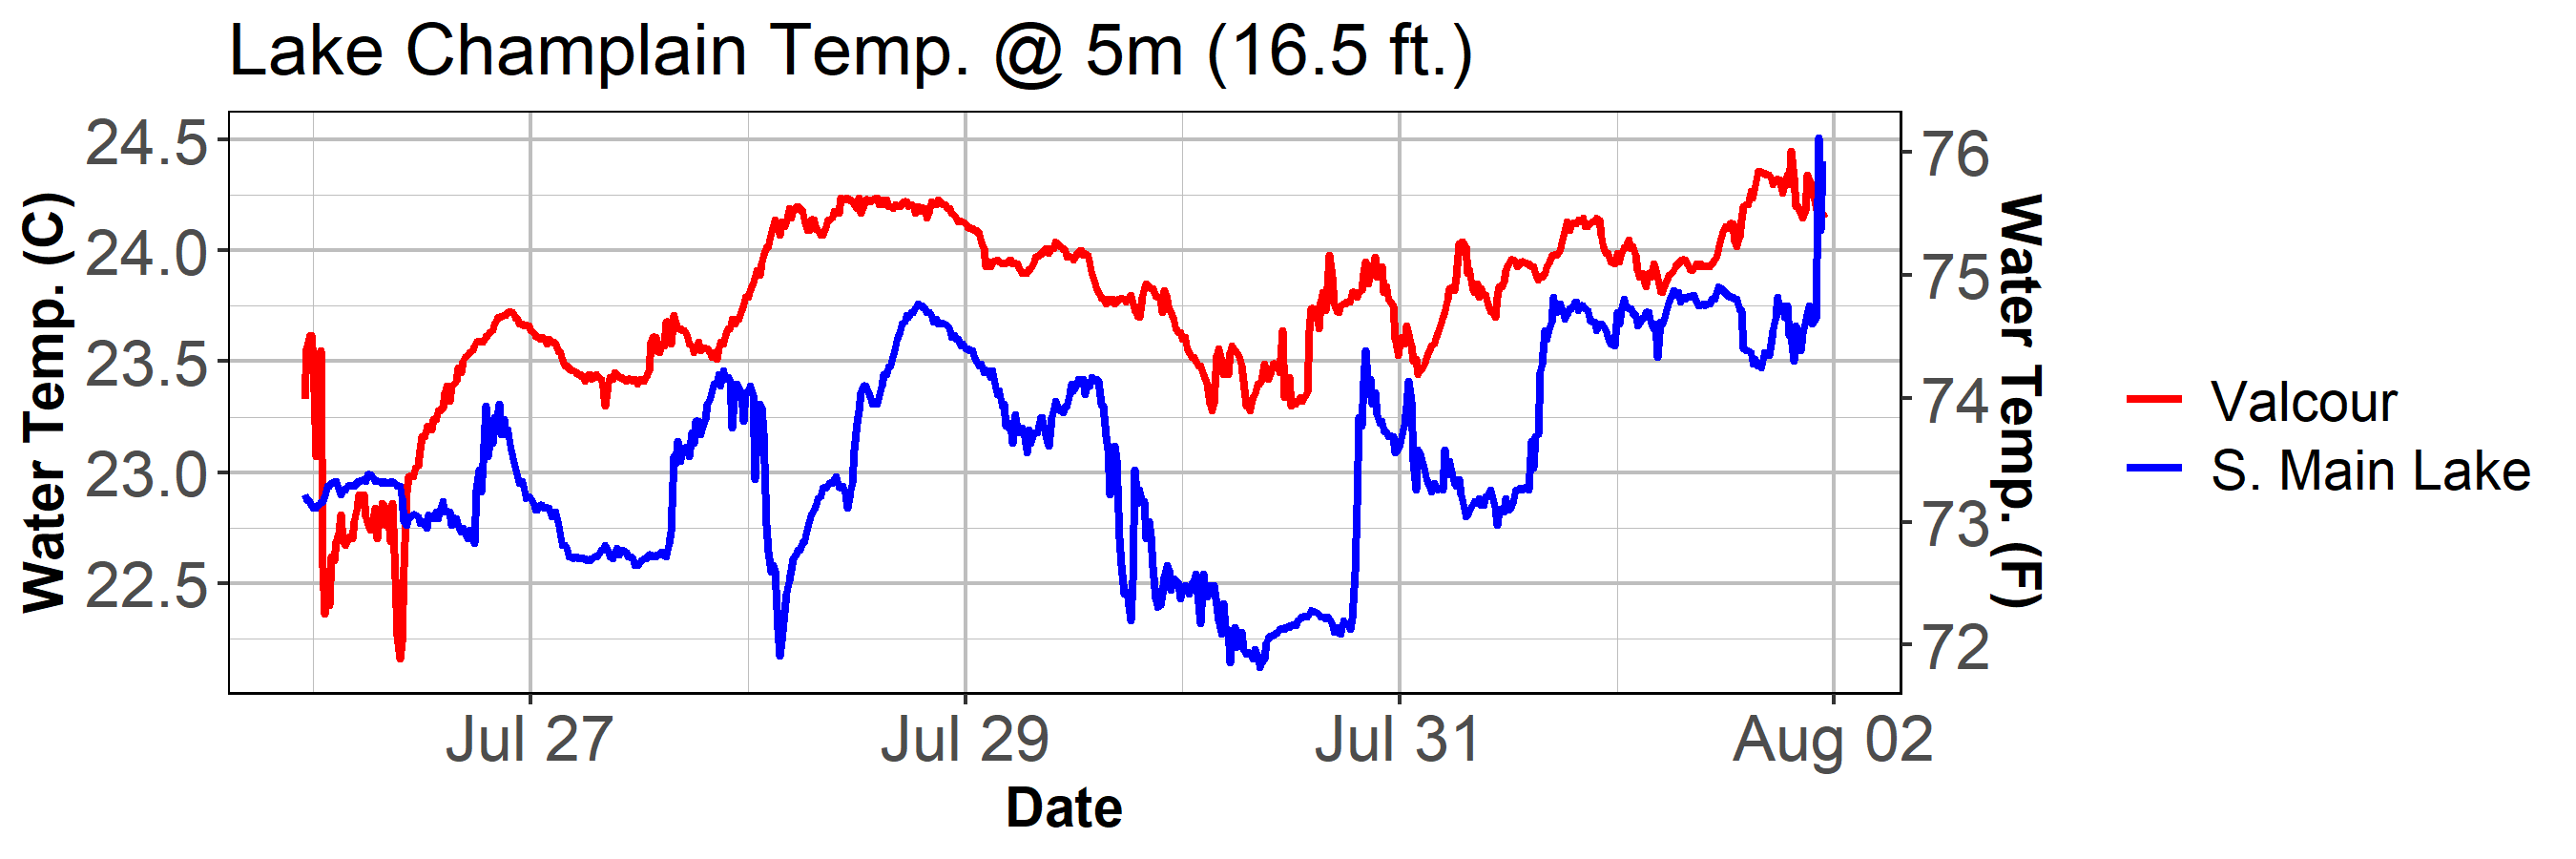 Lake Champlain Temp. @ 5m (16.5 ft.)
Water Temp. (C)
24.5
24.0
23.5
23.0
22.5
76
75
74
73
72
Water Temp. (F)
Jul 27
Jul 29
Jul 31
Aug 02
Date
Valcour
S. Main Lake